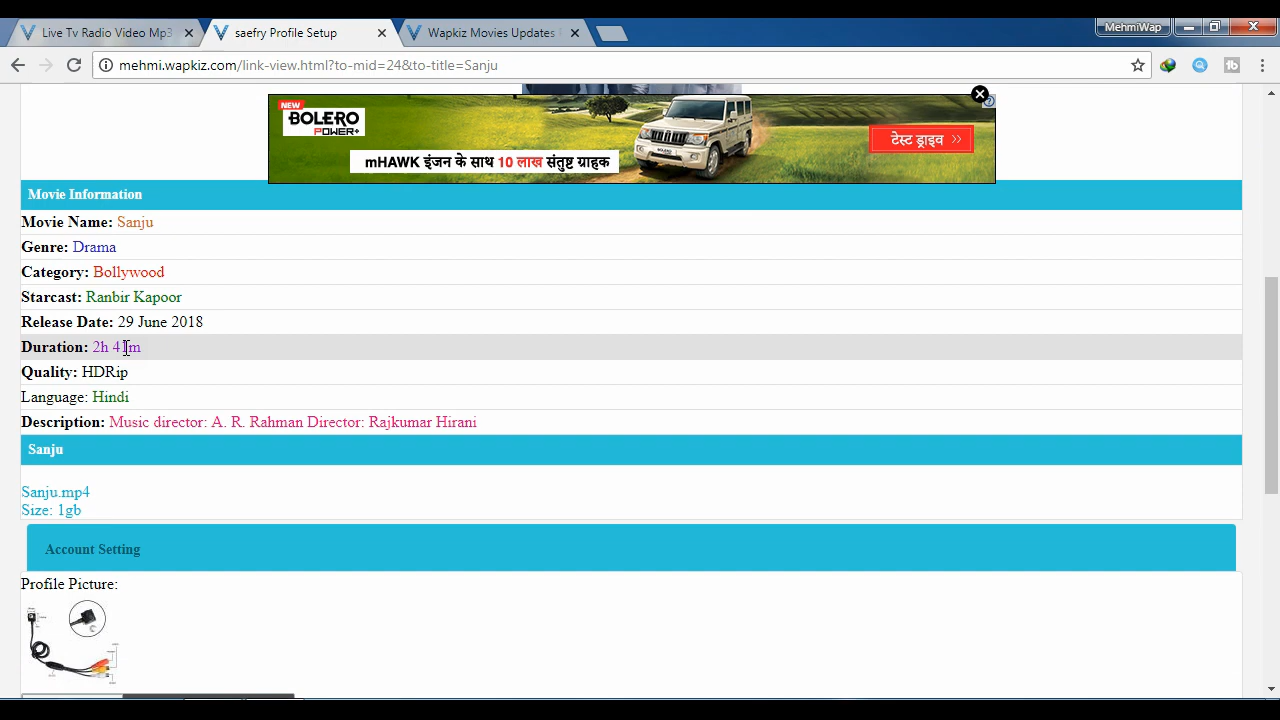 Live Tv Radio Video Mp3
saefry Profile Setup
Wapkiz Movies Updates
MehmiWap
mehmi.wapkiz.com/link-view.html?to-mid=24&to-title=Sanju
NEW
BOLERO
POWER+
mHAWK इंजन के साथ 10 लाख संतुष्ट ग्राहक
टेस्ट ड्राइव >>
Movie Information
Movie Name: Sanju
Genre: Drama
Category: Bollywood
Starcast: Ranbir Kapoor
Release Date: 29 June 2018
Duration: 2h
Quality: HDRip
Language: Hindi
Description: Music director: A. R. Rahman Director: Rajkumar Hirani
Sanju
Sanju.mp4
Size: 1gb
Account Setting
Profile Picture: